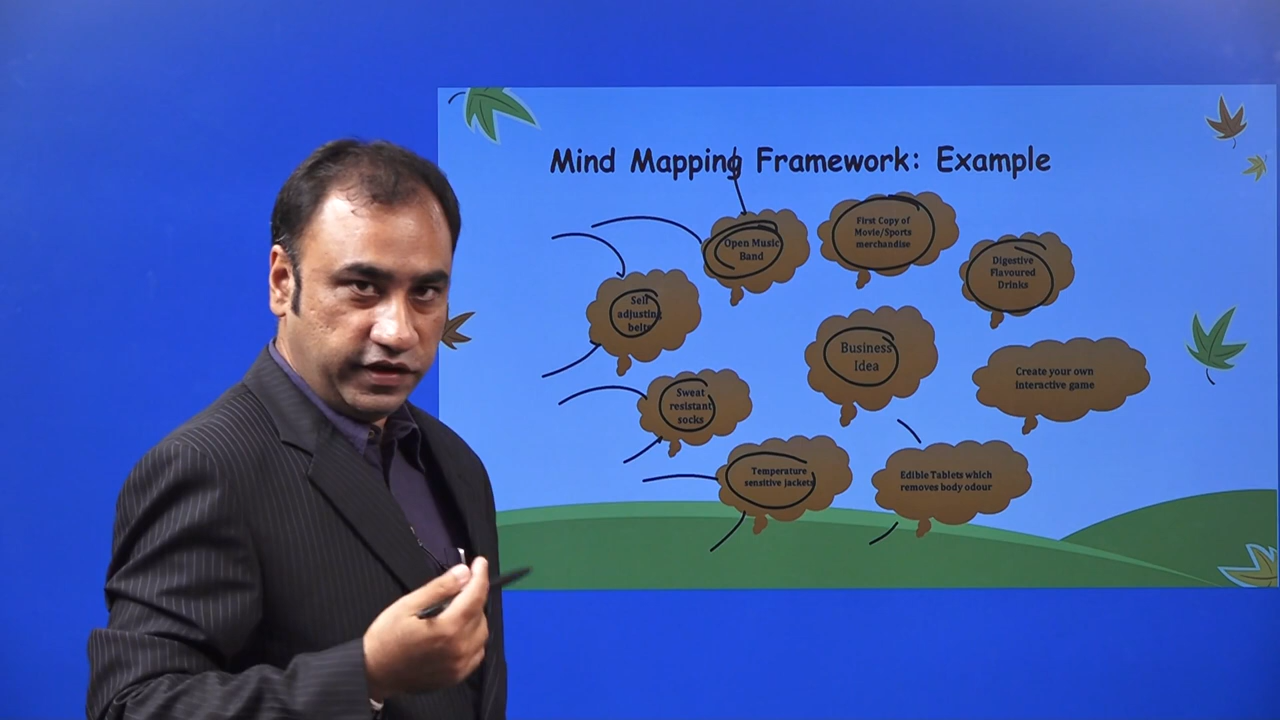 Mind Mapping Framework: Example
Open Music
Band
First Copy of
Movie/Sports
merchandise
Digestive
Flavoured
Drinks
Self
adjusting
belts
Business
Idea
Create your own
interactive game
Sweat
resistant
socks
Temperature
sensitive jackets
Edible Tablets which
removes body odour